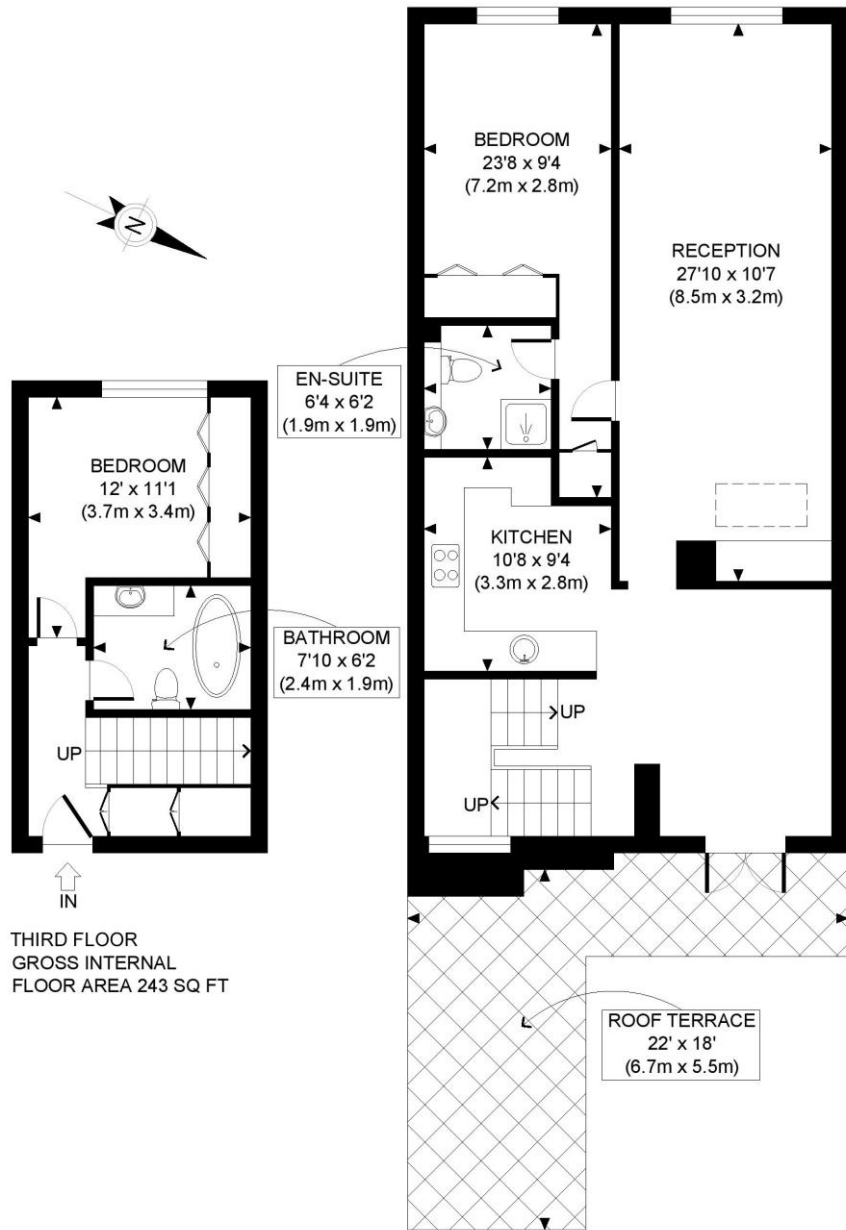 BEDROOM
23'8 x 9'4
(7.2m x 2.8m)
RECEPTION
27'10 x 10'7
(8.5m x 3.2m)
N
EN-SUITE
6'4 x 6'2
(1.9m x 1.9m)
BEDROOM
12' x 11'1
(3.7m x 3.4m)
KITCHEN
10'8 x 9'4
(3.3m x 2.8m)
BATHROOM
7'10 x 6'2
(2.4m x 1.9m)
UP
UP
UP
IN
THIRD FLOOR
GROSS INTERNAL
FLOOR AREA 243 SQ FT
ROOF TERRACE
22' x 18'
(6.7m x 5.5m)